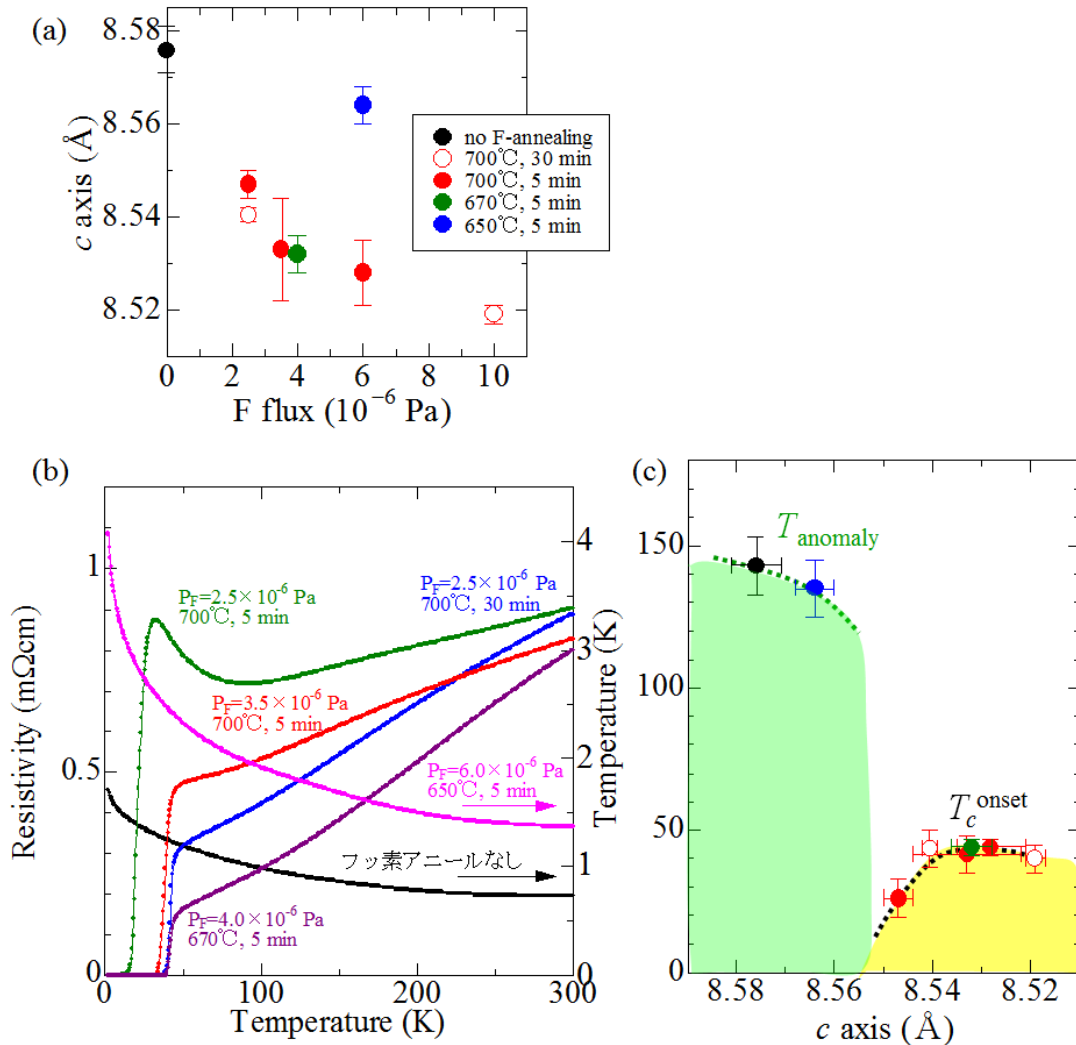 (a)
8.58
8.56
8.54
8.52
c axis (Å)
0
2
4
6
8
10
F flux (10⁻⁶ Pa)
no F-annealing
700℃, 30 min
700℃, 5 min
670℃, 5 min
650℃, 5 min
(b)
1
0.5
0
Resistivity (mΩcm)
P_F=2.5×10⁻⁶ Pa
700℃, 5 min
P_F=2.5×10⁻⁶ Pa
700℃, 30 min
P_F=3.5×10⁻⁶ Pa
700℃, 5 min
P_F=6.0×10⁻⁶ Pa
650℃, 5 min
フッ素アニールなし
P_F=4.0×10⁻⁶ Pa
670℃, 5 min
4
3
2
1
0
0
100
200
300
Temperature (K)
(c)
Temperature (K)
150
100
50
0
T_anomaly
T_c^onset
8.58
8.56
8.54
8.52
c axis (Å)